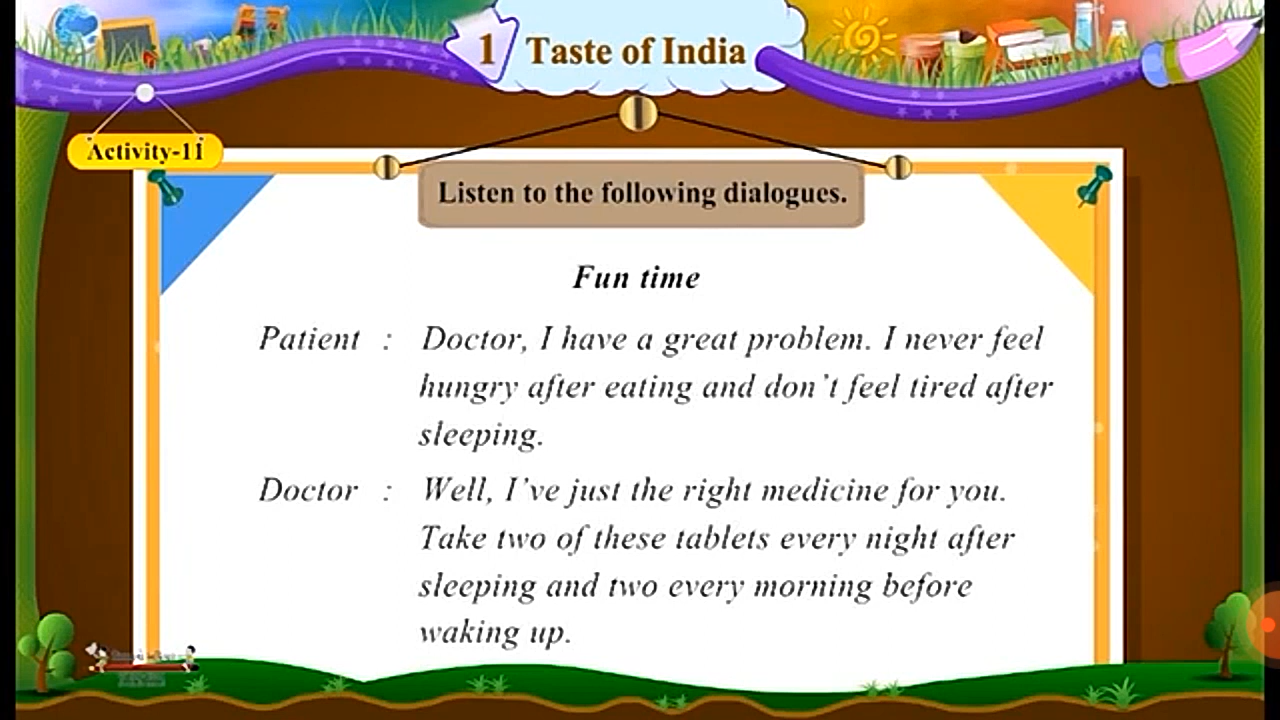 1 Taste of India
Activity-11
Listen to the following dialogues.
Fun time
Patient : Doctor, I have a great problem. I never feel
hungry after eating and don't feel tired after
sleeping.
Doctor : Well, I've just the right medicine for you.
Take two of these tablets every night after
sleeping and two every morning before
waking up.